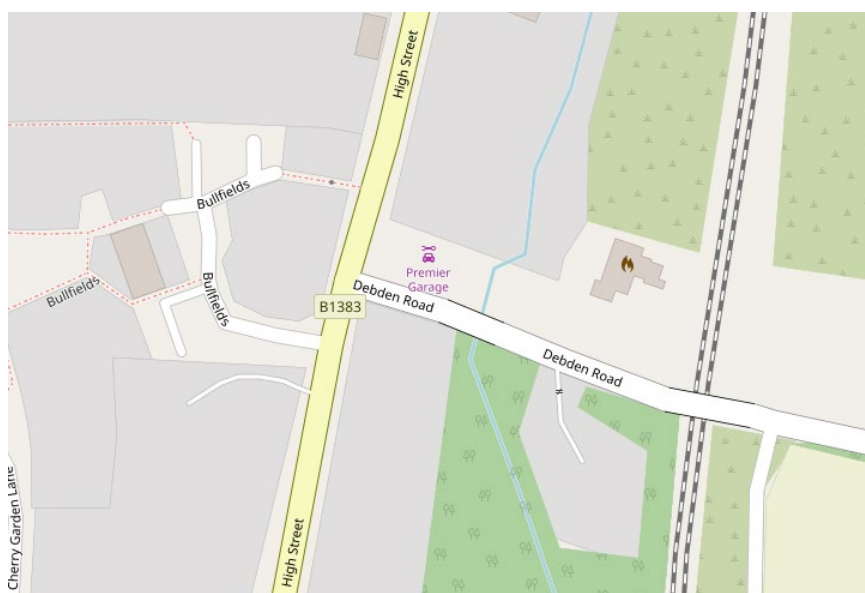 High Street
Bullfields
Premier
Garage
Bullfields
Debden Road
Bullfields
B1383
Debden Road
Cherry Garden Lane
High Street